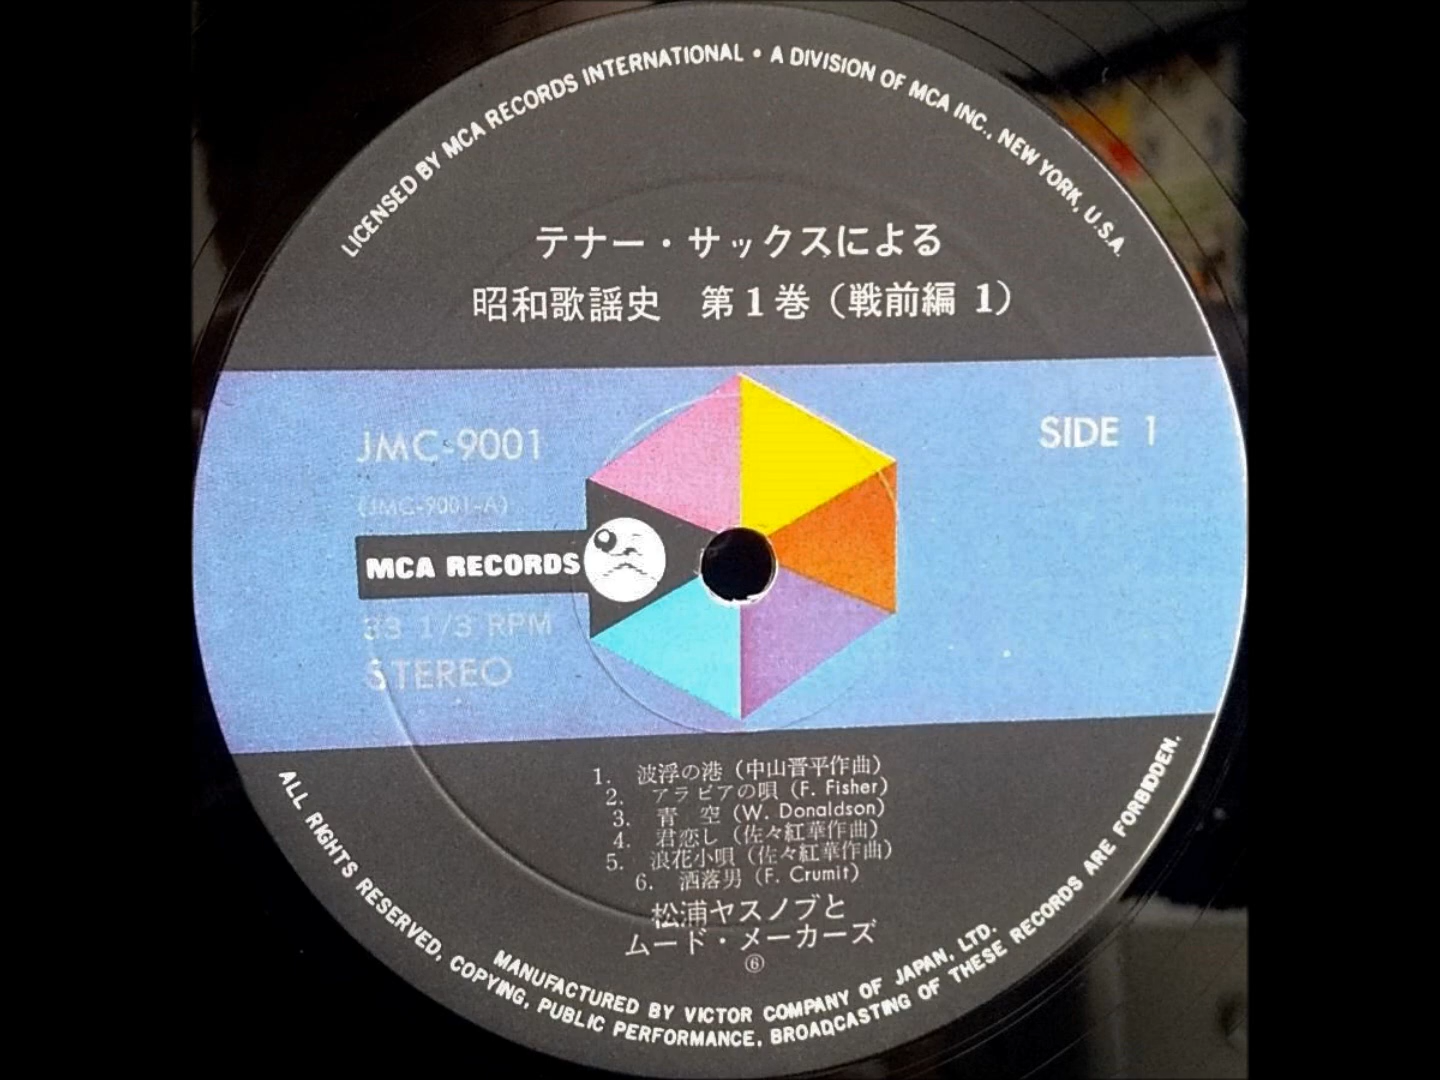 LICENSED BY MCA RECORDS INTERNATIONAL • A DIVISION OF MCA INC., NEW YORK, U.S.A.
テナー・サックスによる
昭和歌謡史 第1巻(戦前編 1)
JMC-9001
SIDE 1
(JMC-9001-A)
MCA RECORDS
33 1/3 RPM
STEREO
1. 波浮の港(中山晋平作曲)
2. アラビアの唄(F. Fisher)
3. 青 空(W. Donaldson)
4. 君恋し(佐々紅華作曲)
5. 浪花小唄(佐々紅華作曲)
6. 洒落男(F. Crumit)
松浦ヤスノブと
ムード・メーカーズ
⑥
MANUFACTURED BY VICTOR COMPANY OF JAPAN, LTD.
ALL RIGHTS RESERVED, COPYING, PUBLIC PERFORMANCE, BROADCASTING OF THESE RECORDS ARE FORBIDDEN.